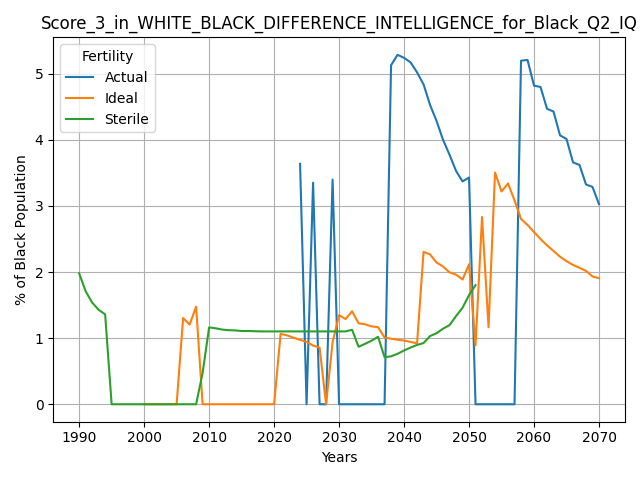 Score_3_in_WHITE_BLACK_DIFFERENCE_INTELLIGENCE_for_Black_Q2_IQ
Fertility
Actual
Ideal
Sterile
% of Black Population
5
4
3
2
1
0
1990 2000 2010 2020 2030 2040 2050 2060 2070
Years